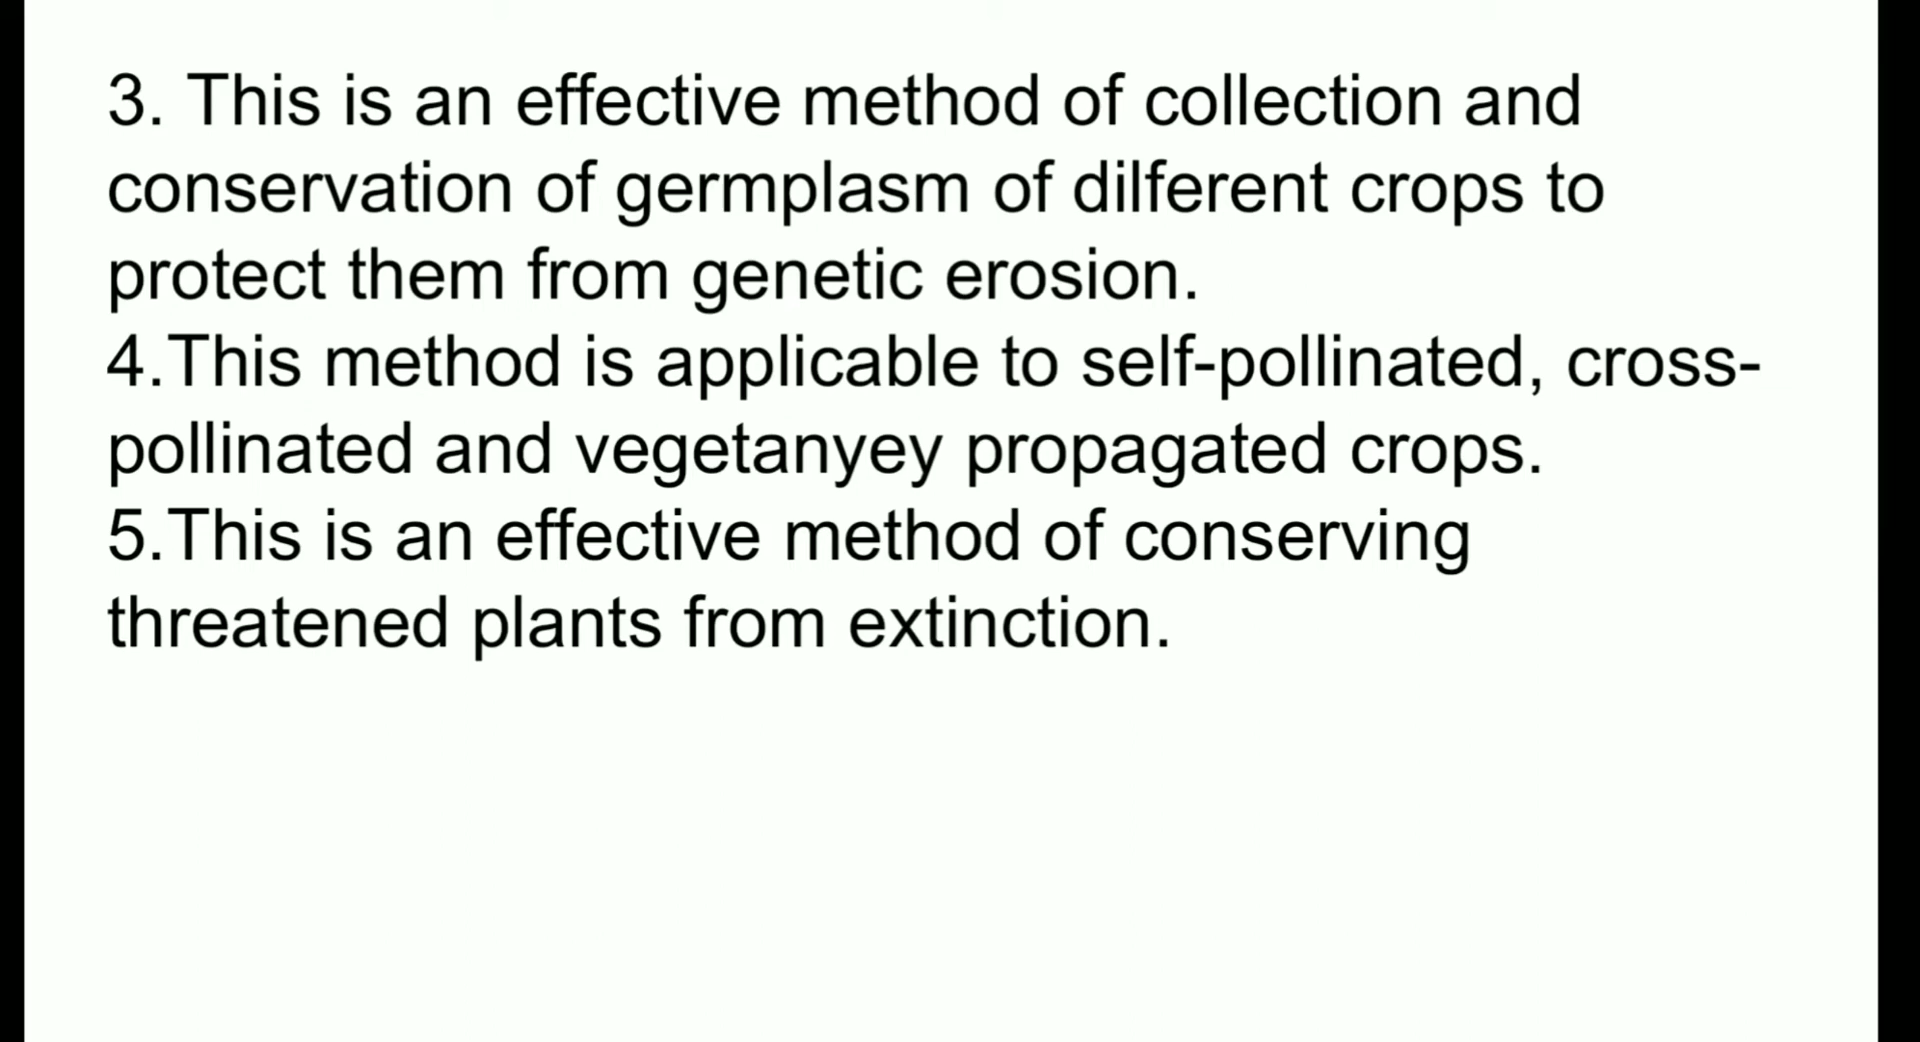 3. This is an effective method of collection and
conservation of germplasm of dilferent crops to
protect them from genetic erosion.
4.This method is applicable to self-pollinated, cross-
pollinated and vegetanyey propagated crops.
5.This is an effective method of conserving
threatened plants from extinction.